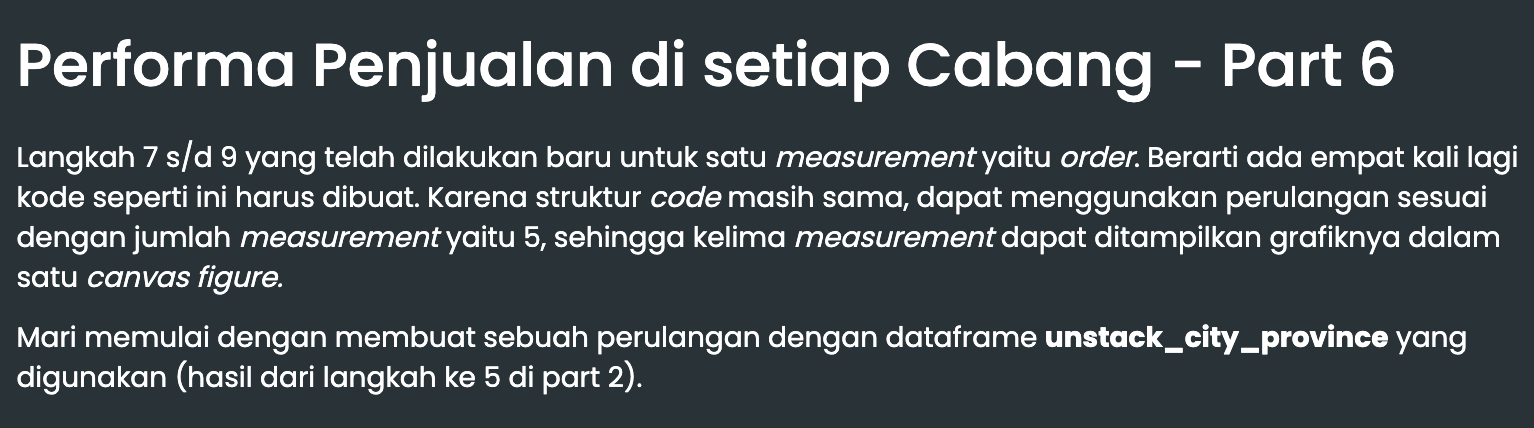 Performa Penjualan di setiap Cabang - Part 6
Langkah 7 s/d 9 yang telah dilakukan baru untuk satu measurement yaitu order. Berarti ada empat kali lagi
kode seperti ini harus dibuat. Karena struktur code masih sama, dapat menggunakan perulangan sesuai
dengan jumlah measurement yaitu 5, sehingga kelima measurement dapat ditampilkan grafiknya dalam
satu canvas figure.
Mari memulai dengan membuat sebuah perulangan dengan dataframe unstack_city_province yang
digunakan (hasil dari langkah ke 5 di part 2).